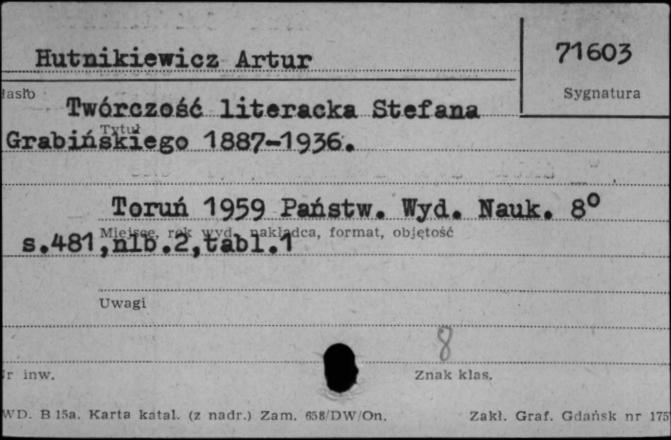 Hutnikiewicz Artur
71603
Hasło
Sygnatura
Twórczość literacka Stefana
Tytuł
Grabińskiego 1887-1936.
Toruń 1959 Państw. Wyd. Nauk. 8°
Miejsce, rok wyd., nakładca, format, objętość
s.481,nlb.2,tabl.1
Uwagi
8
Nr inw.
Znak klas.
WD. B 15a. Karta katal. (z nadr.) Zam. 658/DW/On.
Zakł. Graf. Gdańsk nr 175